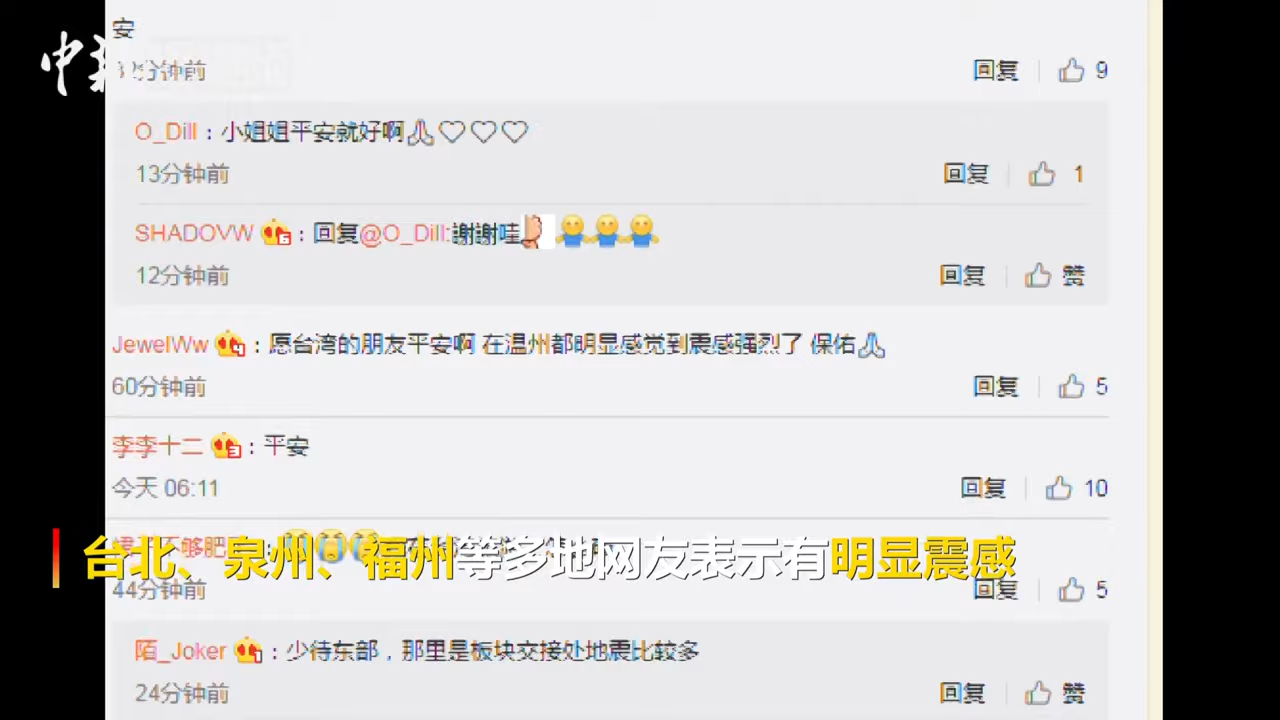 安
中新
12分钟前 回复 9
O_Dill：小姐姐平安就好啊
13分钟前 回复 1
SHADOVW：回复@O_Dill:謝謝哇
12分钟前 回复 赞
JewelWw：愿台湾的朋友平安啊 在温州都明显感觉到震感强烈了 保佑
60分钟前 回复 5
李李十二：平安
今天 06:11 回复 10
台北、泉州、福州等多地网友表示有明显震感
44分钟前 回复 5
陌_Joker：少待东部，那里是板块交接处地震比较多
24分钟前 回复 赞